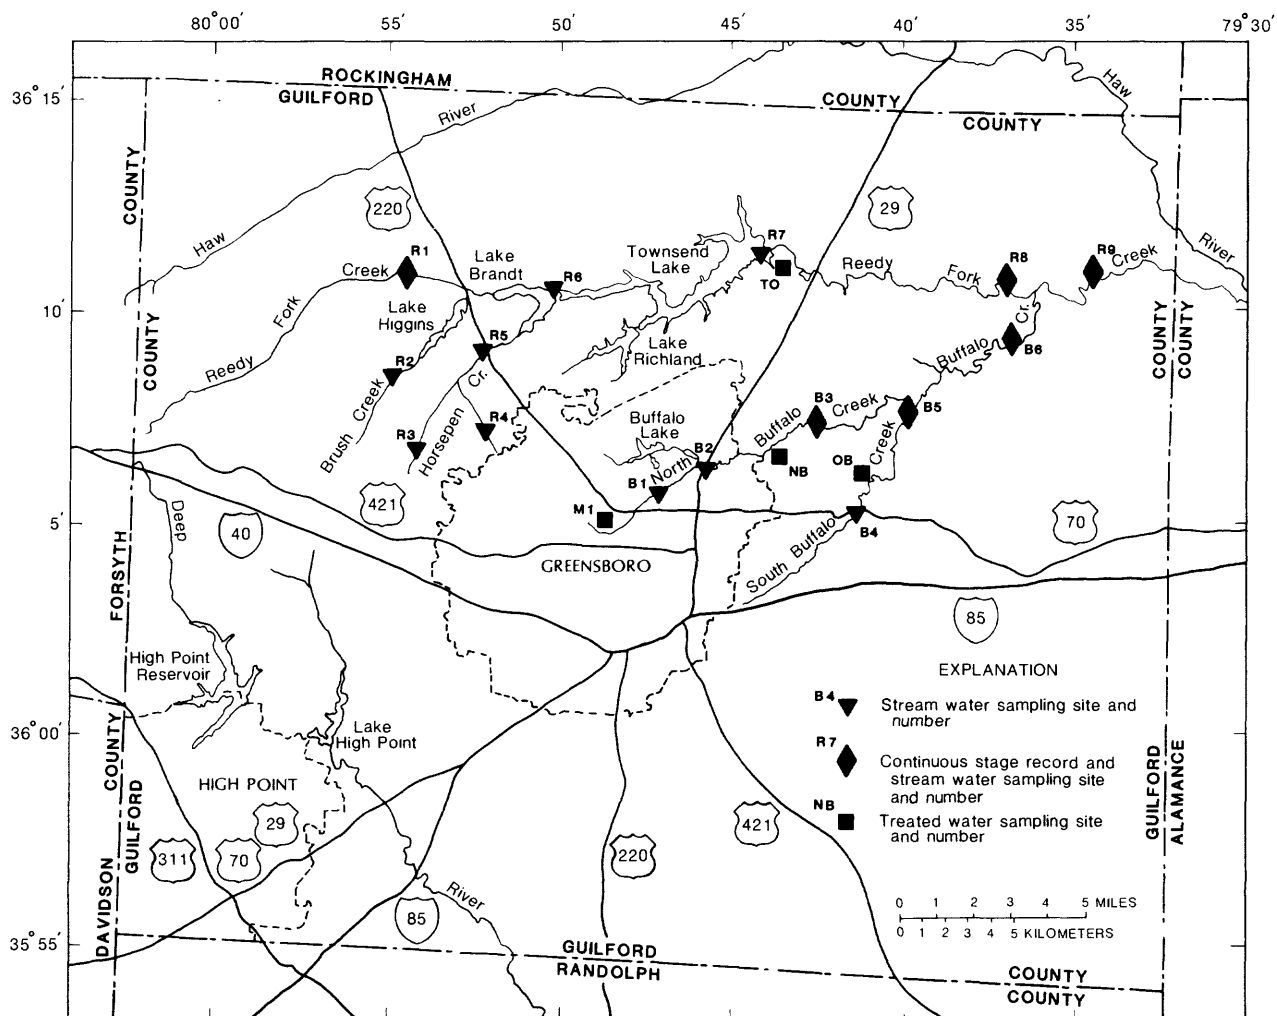 80°00'
55'
50'
45'
40'
35'
79°30'
36°15'
10'
5'
36°00'
35°55'
ROCKINGHAM
GUILFORD
COUNTY
COUNTY
Haw
River
Haw
River
COUNTY
COUNTY
FORSYTH
220
29
R1
Creek
Lake
Brandt
R6
Townsend
Lake
R7
TO
Reedy
Fork
R8
R9
Creek
Fork
Reedy
Lake
Higgins
R5
R2
Cr.
Lake
Richland
Cr.
Buffalo
B6
COUNTY
COUNTY
Brush Creek
R3
Horsepen
R4
Buffalo
Lake
B2
North
Buffalo
B3
Creek
B5
B1
NB
OB
Creek
M1
421
40
Deep
GREENSBORO
South Buffalo
B4
70
85
High Point
Reservoir
Lake
High Point
HIGH POINT
29
311
70
COUNTY
GUILFORD
DAVIDSON
River
85
220
421
EXPLANATION
B4
Stream water sampling site and
number
R7
Continuous stage record and
stream water sampling site
and number
NB
Treated water sampling site
and number
0 1 2 3 4 5 MILES
0 1 2 3 4 5 KILOMETERS
GUILFORD
ALAMANCE
GUILFORD
RANDOLPH
COUNTY
COUNTY